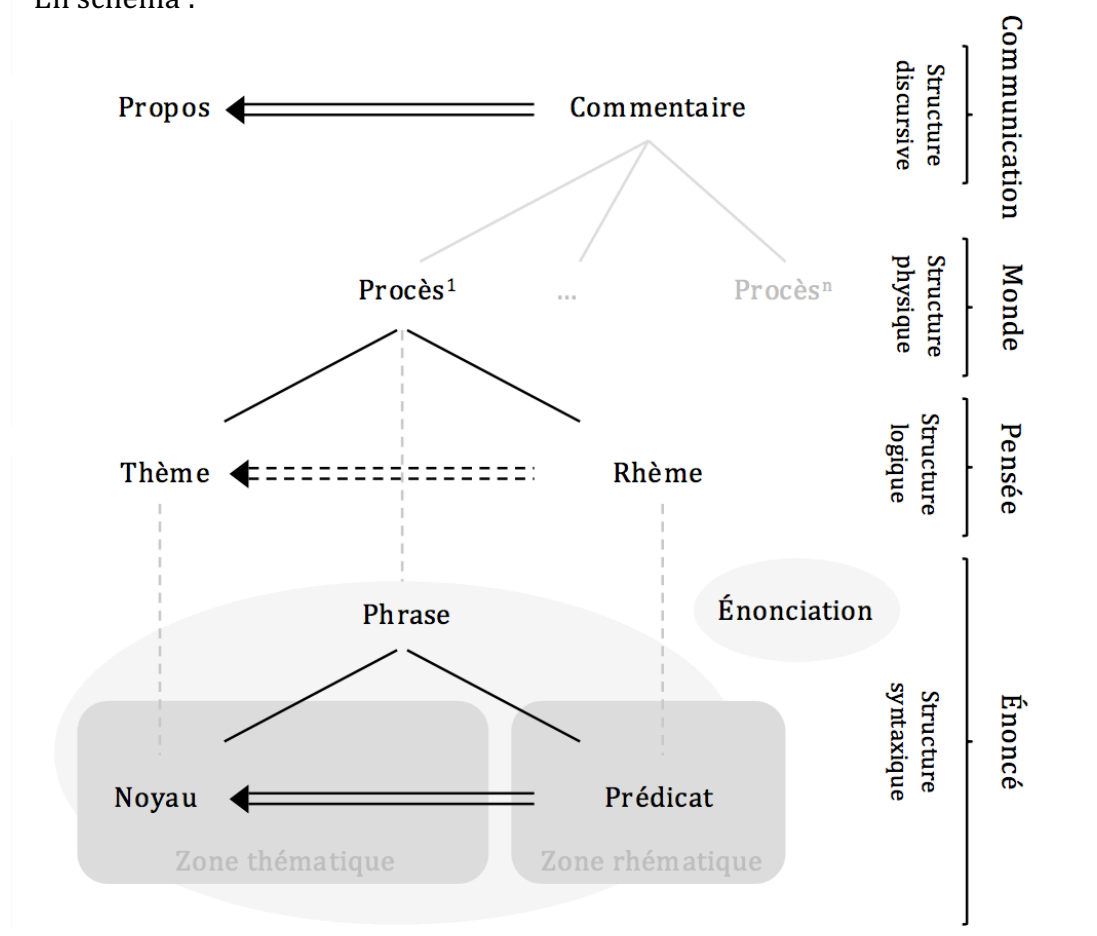 En schéma :
Propos
Commentaire
Structure
discursive
Communication
Procès¹
...
Procèsⁿ
Structure
physique
Monde
Thème
Rhème
Structure
logique
Pensée
Phrase
Énonciation
Noyau
Prédicat
Zone thématique
Zone rhématique
Structure
syntaxique
Énoncé